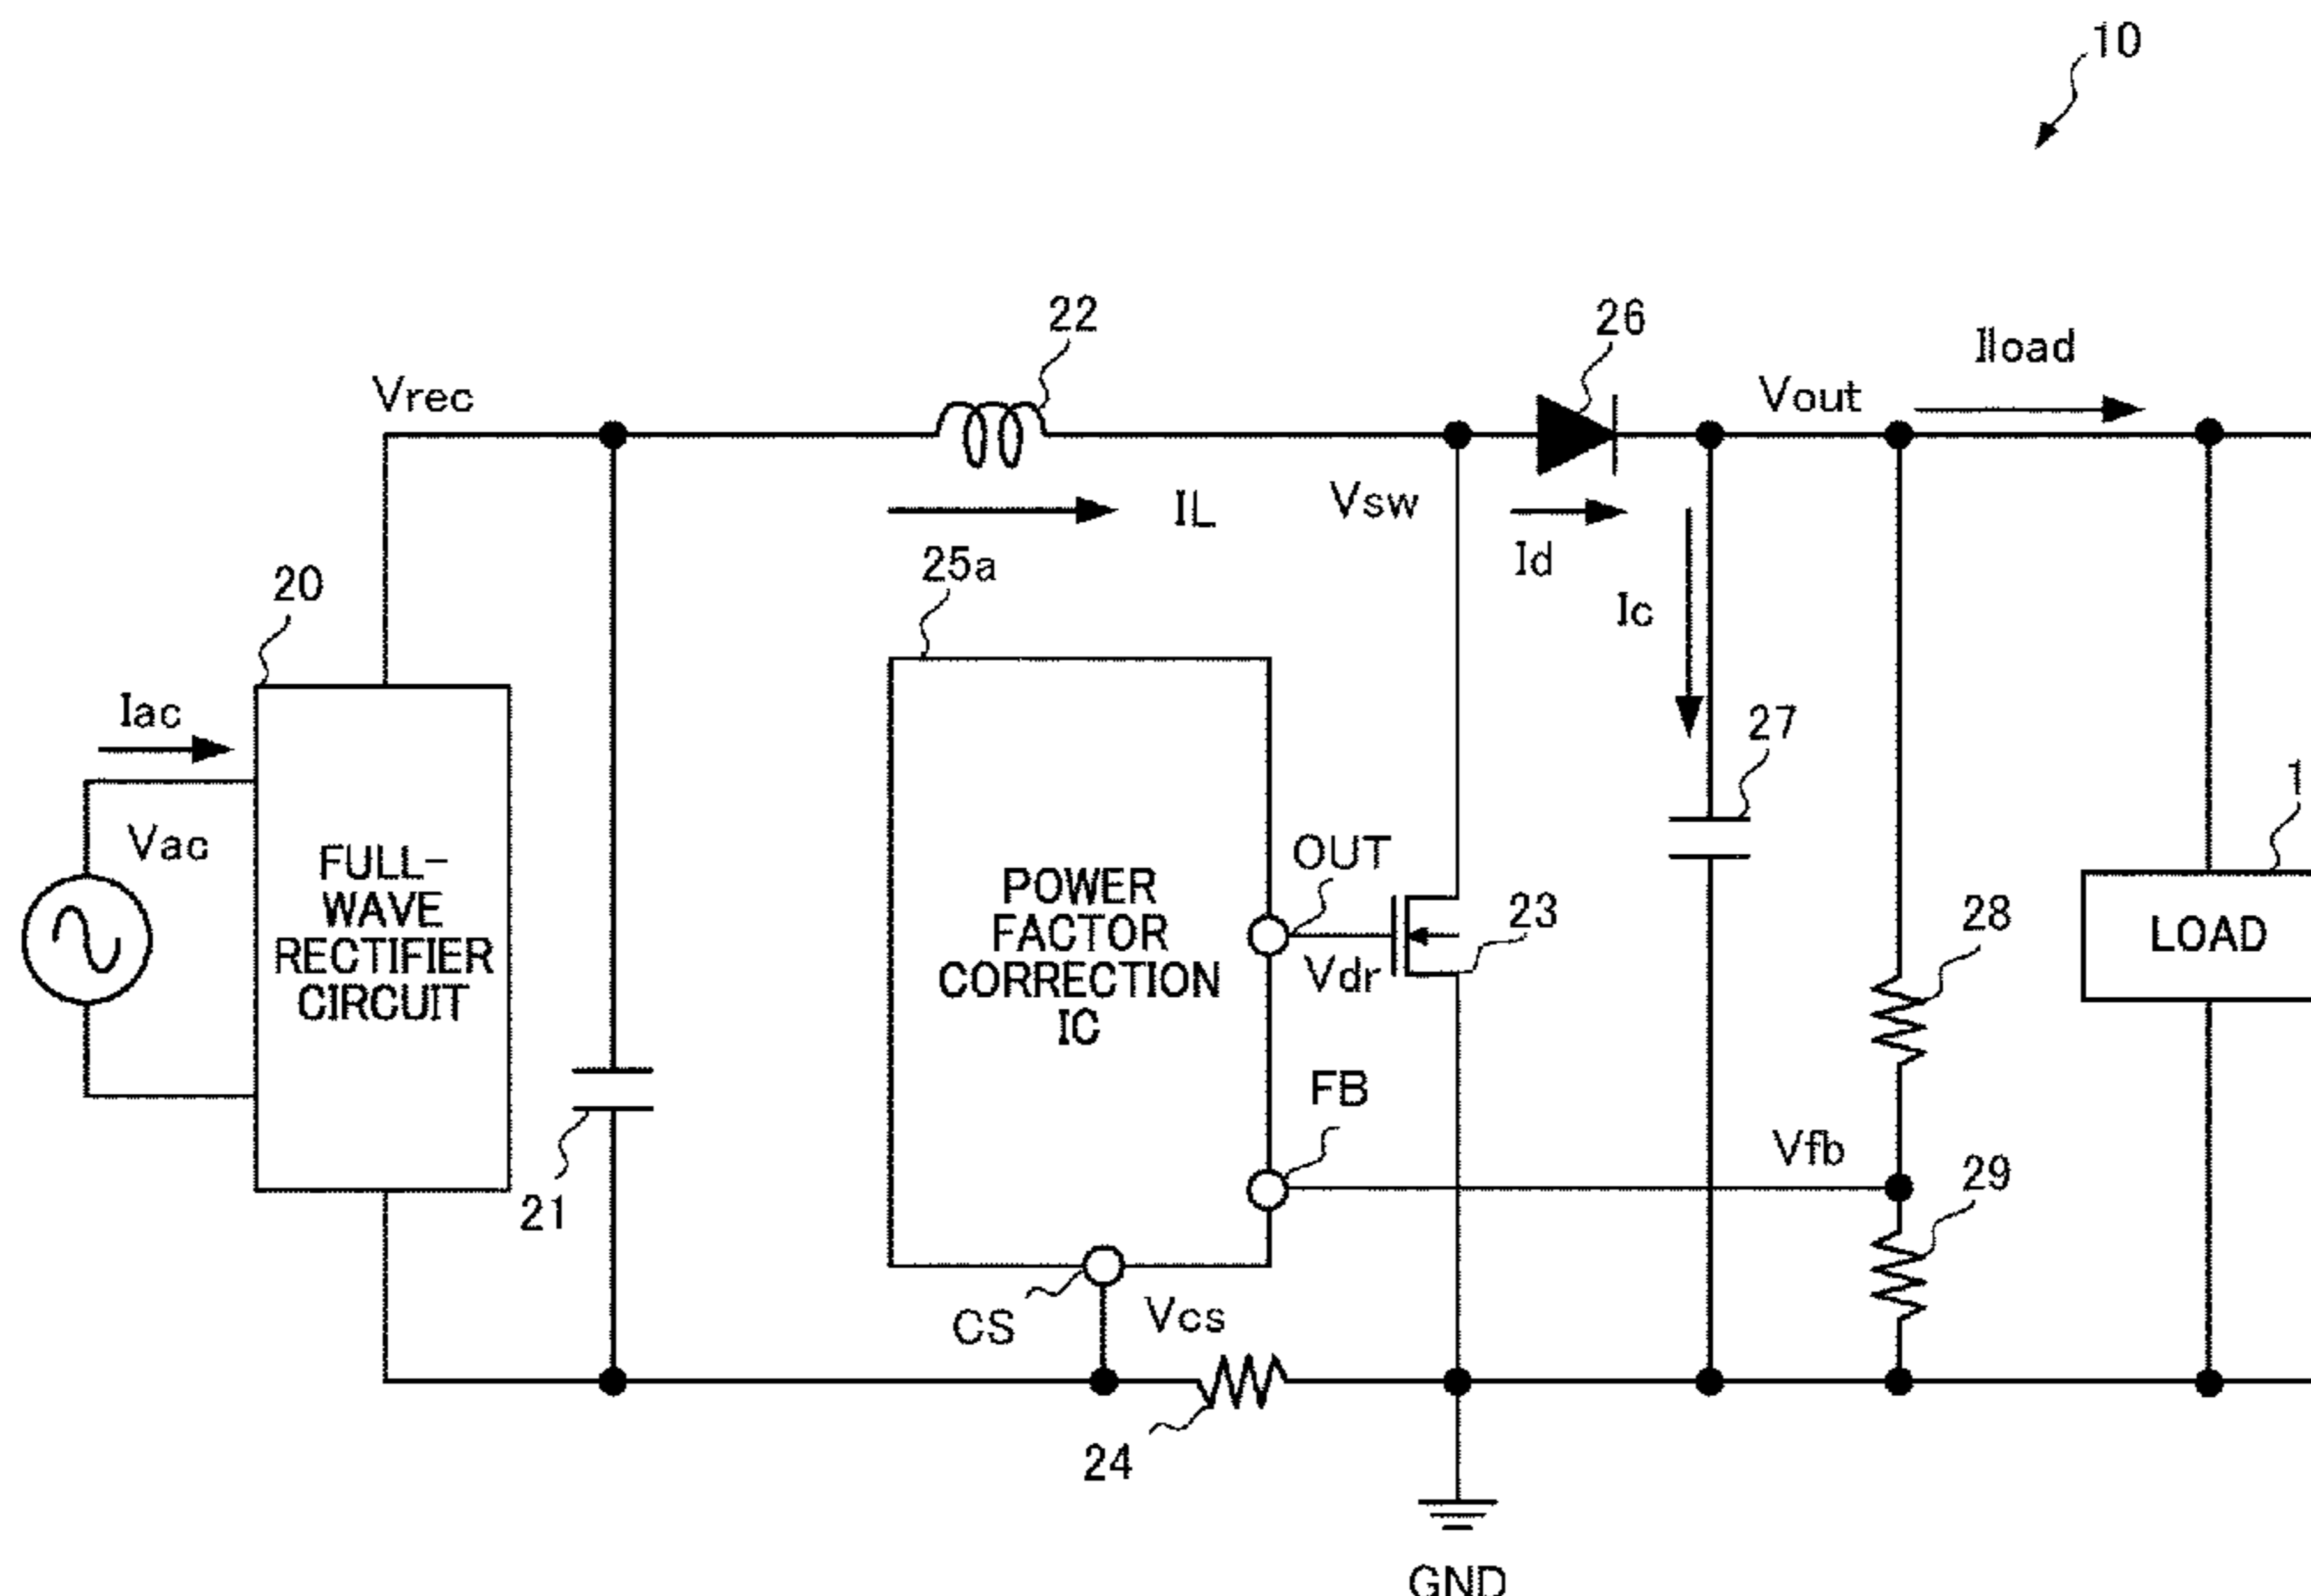 10
22
26
Iload
Vrec
Vout
IL
Vsw
Id
25a
20
Ic
Iac
27
1
Vac
OUT
FULL-
WAVE
RECTIFIER
CIRCUIT
POWER
FACTOR
CORRECTION
IC
23
28
LOAD
Vdr
FB
Vfb
29
21
CS
Vcs
24
GND